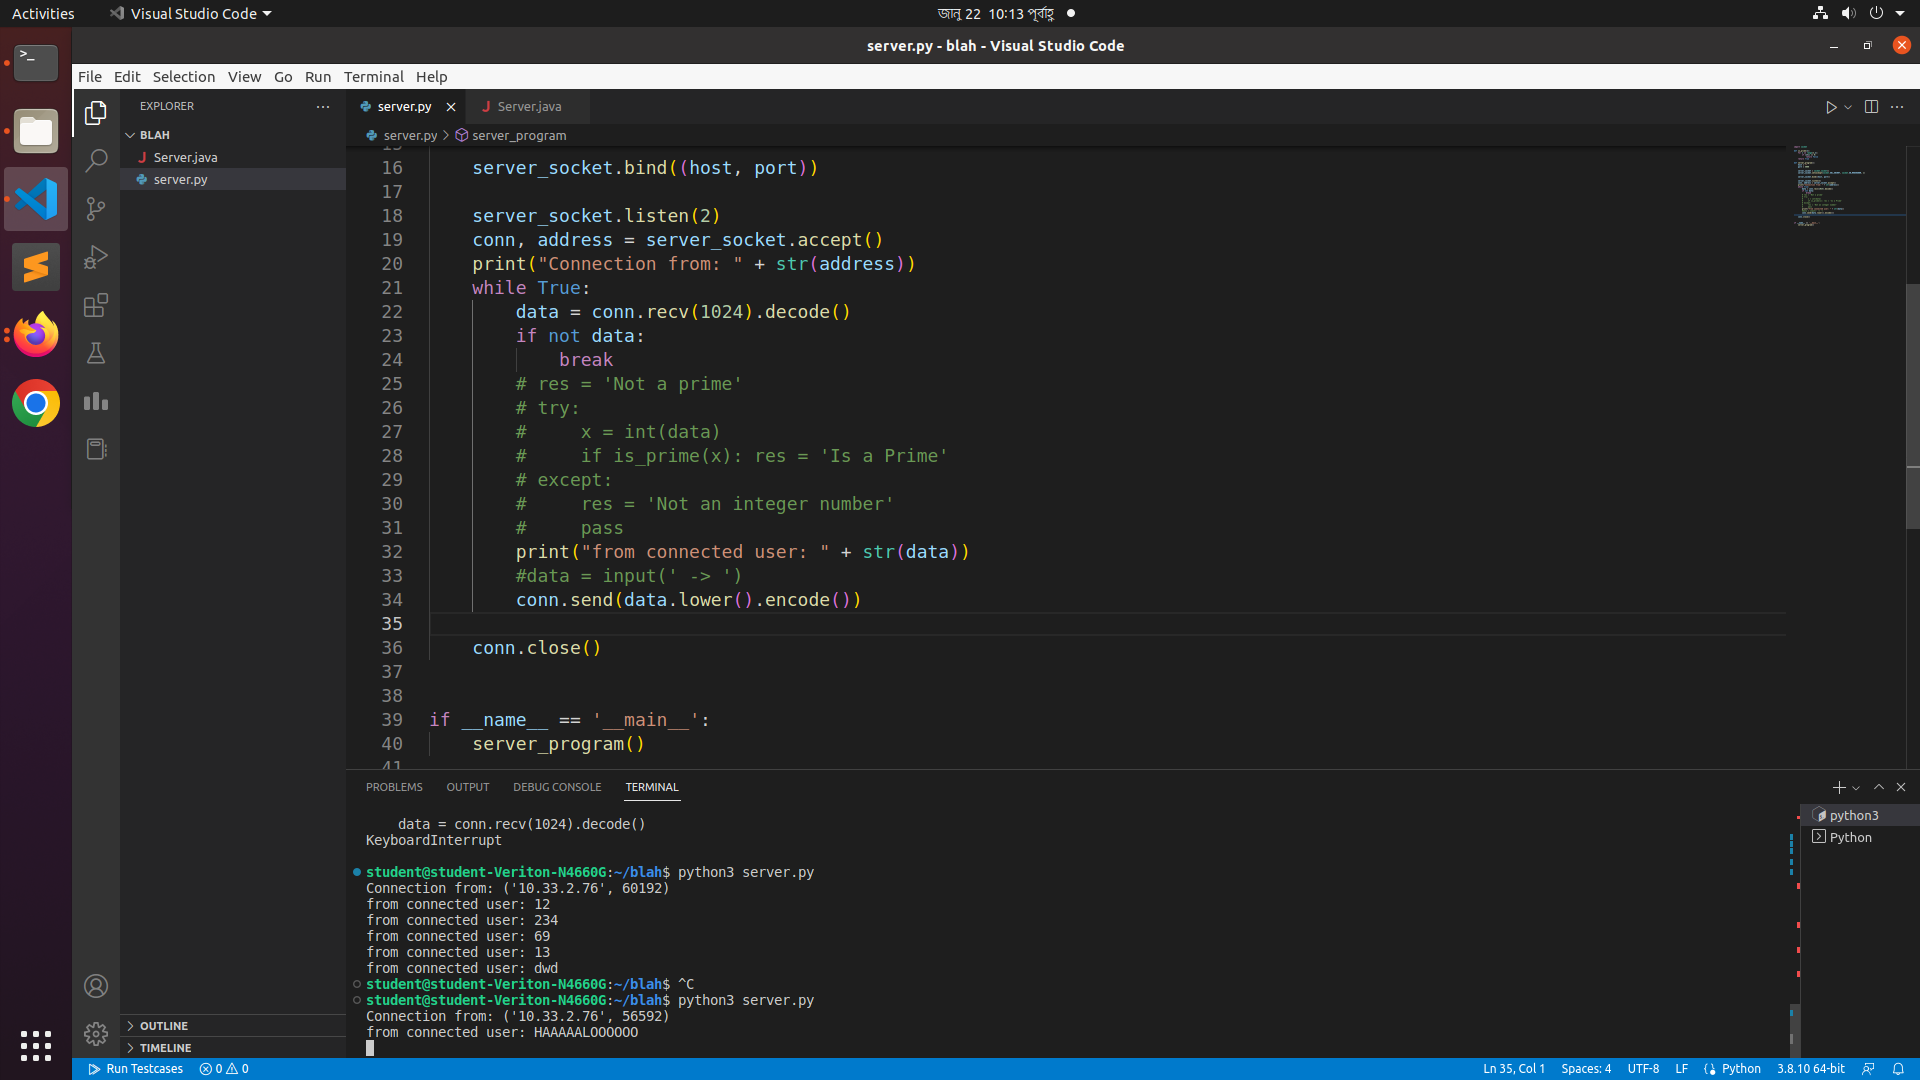 Activities
Visual Studio Code
জানু 22 10:13 পূর্বাহ্ণ
server.py - blah - Visual Studio Code
File Edit Selection View Go Run Terminal Help
EXPLORER
BLAH
Server.java
server.py
OUTLINE
TIMELINE
server.py
Server.java
server.py > server_program
15
16 server_socket.bind((host, port))
17
18 server_socket.listen(2)
19 conn, address = server_socket.accept()
20 print("Connection from: " + str(address))
21 while True:
22 data = conn.recv(1024).decode()
23 if not data:
24 break
25 # res = 'Not a prime'
26 # try:
27 #     x = int(data)
28 #     if is_prime(x): res = 'Is a Prime'
29 # except:
30 #     res = 'Not an integer number'
31 #     pass
32 print("from connected user: " + str(data))
33 #data = input(' -> ')
34 conn.send(data.lower().encode())
35
36 conn.close()
37
38
39 if __name__ == '__main__':
40 server_program()
41
PROBLEMS OUTPUT DEBUG CONSOLE TERMINAL
data = conn.recv(1024).decode()
KeyboardInterrupt
student@student-Veriton-N4660G:~/blah$ python3 server.py
Connection from: ('10.33.2.76', 60192)
from connected user: 12
from connected user: 234
from connected user: 69
from connected user: 13
from connected user: dwd
student@student-Veriton-N4660G:~/blah$ ^C
student@student-Veriton-N4660G:~/blah$ python3 server.py
Connection from: ('10.33.2.76', 56592)
from connected user: HAAAAALOOOOOO
python3
Python
Run Testcases 0 0
Ln 35, Col 1 Spaces: 4 UTF-8 LF Python 3.8.10 64-bit